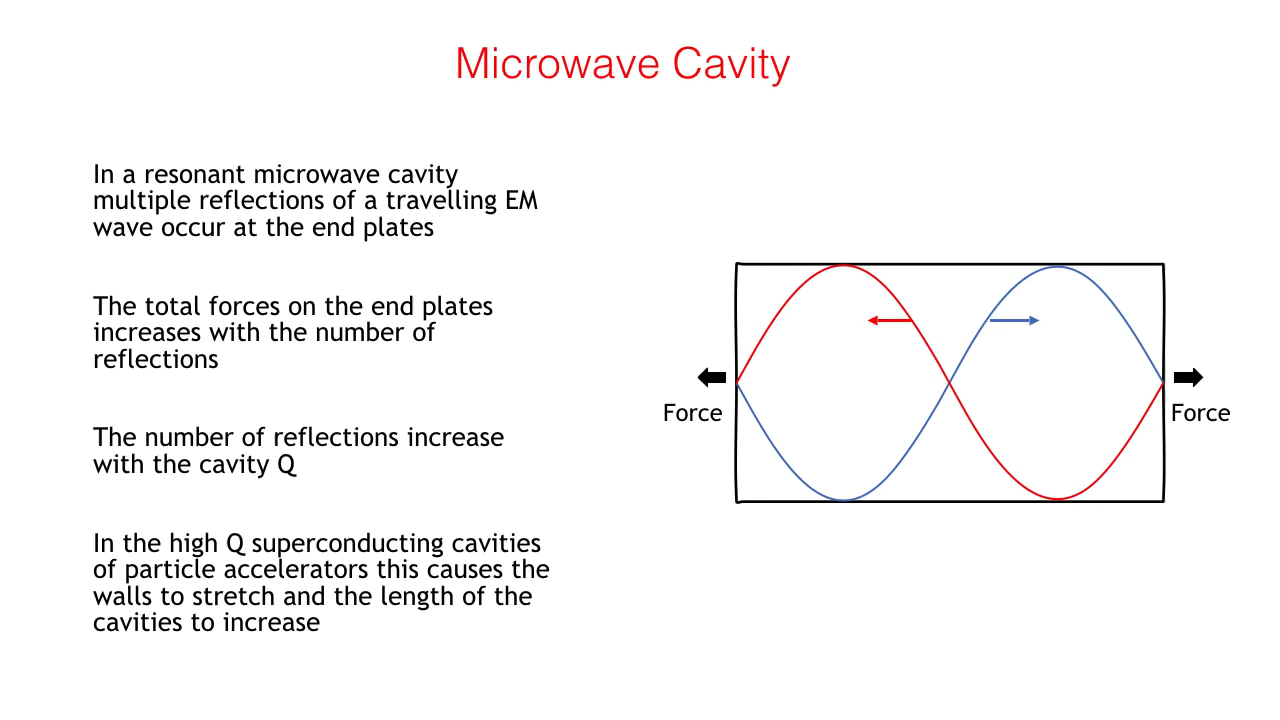 Microwave Cavity
In a resonant microwave cavity
multiple reflections of a travelling EM
wave occur at the end plates
The total forces on the end plates
increases with the number of
reflections
The number of reflections increase
with the cavity Q
In the high Q superconducting cavities
of particle accelerators this causes the
walls to stretch and the length of the
cavities to increase
Force
Force